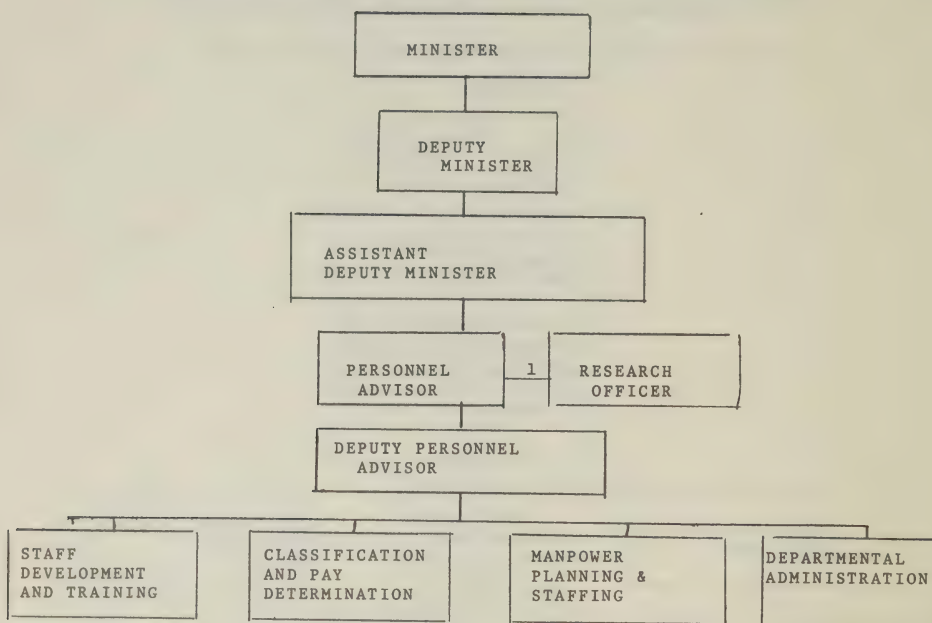 MINISTER
DEPUTY
MINISTER
ASSISTANT
DEPUTY MINISTER
PERSONNEL
ADVISOR
1
RESEARCH
OFFICER
DEPUTY PERSONNEL
ADVISOR
STAFF
DEVELOPMENT
AND TRAINING
CLASSIFICATION
AND PAY
DETERMINATION
MANPOWER
PLANNING &
STAFFING
DEPARTMENTAL
ADMINISTRATION